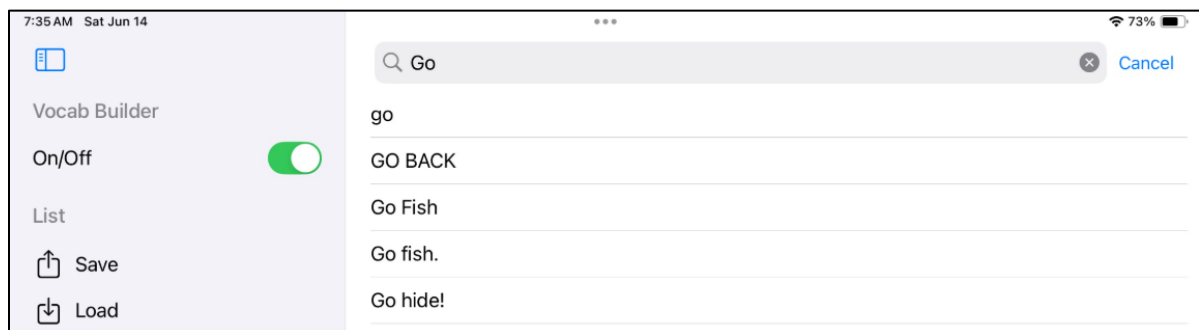 7:35 AM Sat Jun 14
73%
Vocab Builder
On/Off
List
Save
Load
Go
Cancel
go
GO BACK
Go Fish
Go fish.
Go hide!